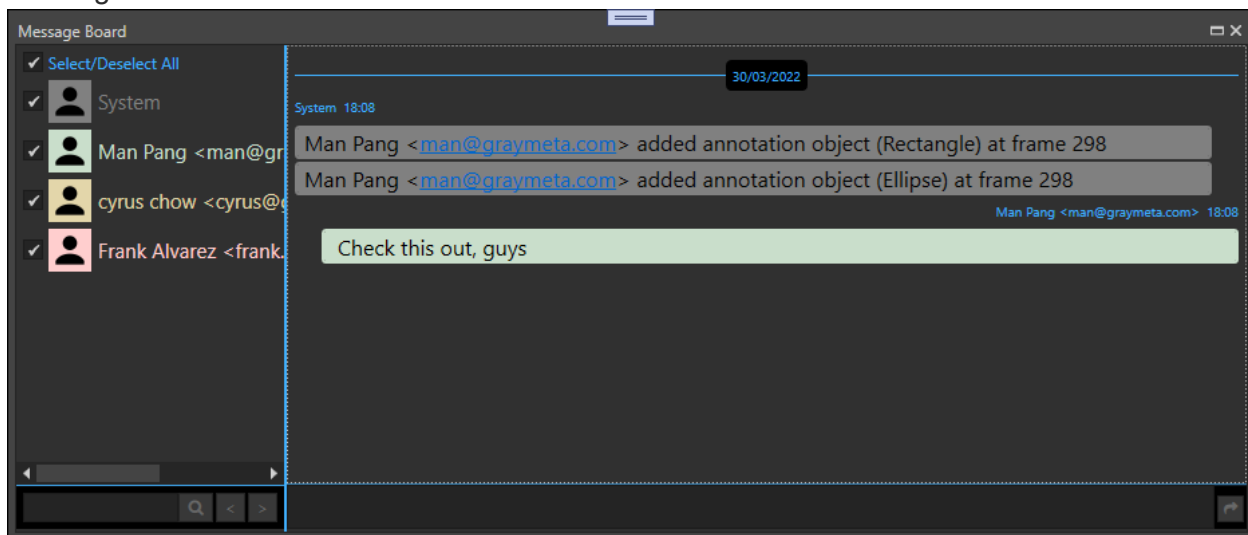 Message Board
Select/Deselect All
System
Man Pang <man@gr
cyrus chow <cyrus@
Frank Alvarez <frank.
30/03/2022
System 18:08
Man Pang <man@graymeta.com> added annotation object (Rectangle) at frame 298
Man Pang <man@graymeta.com> added annotation object (Ellipse) at frame 298
Man Pang <man@graymeta.com> 18:08
Check this out, guys
< >